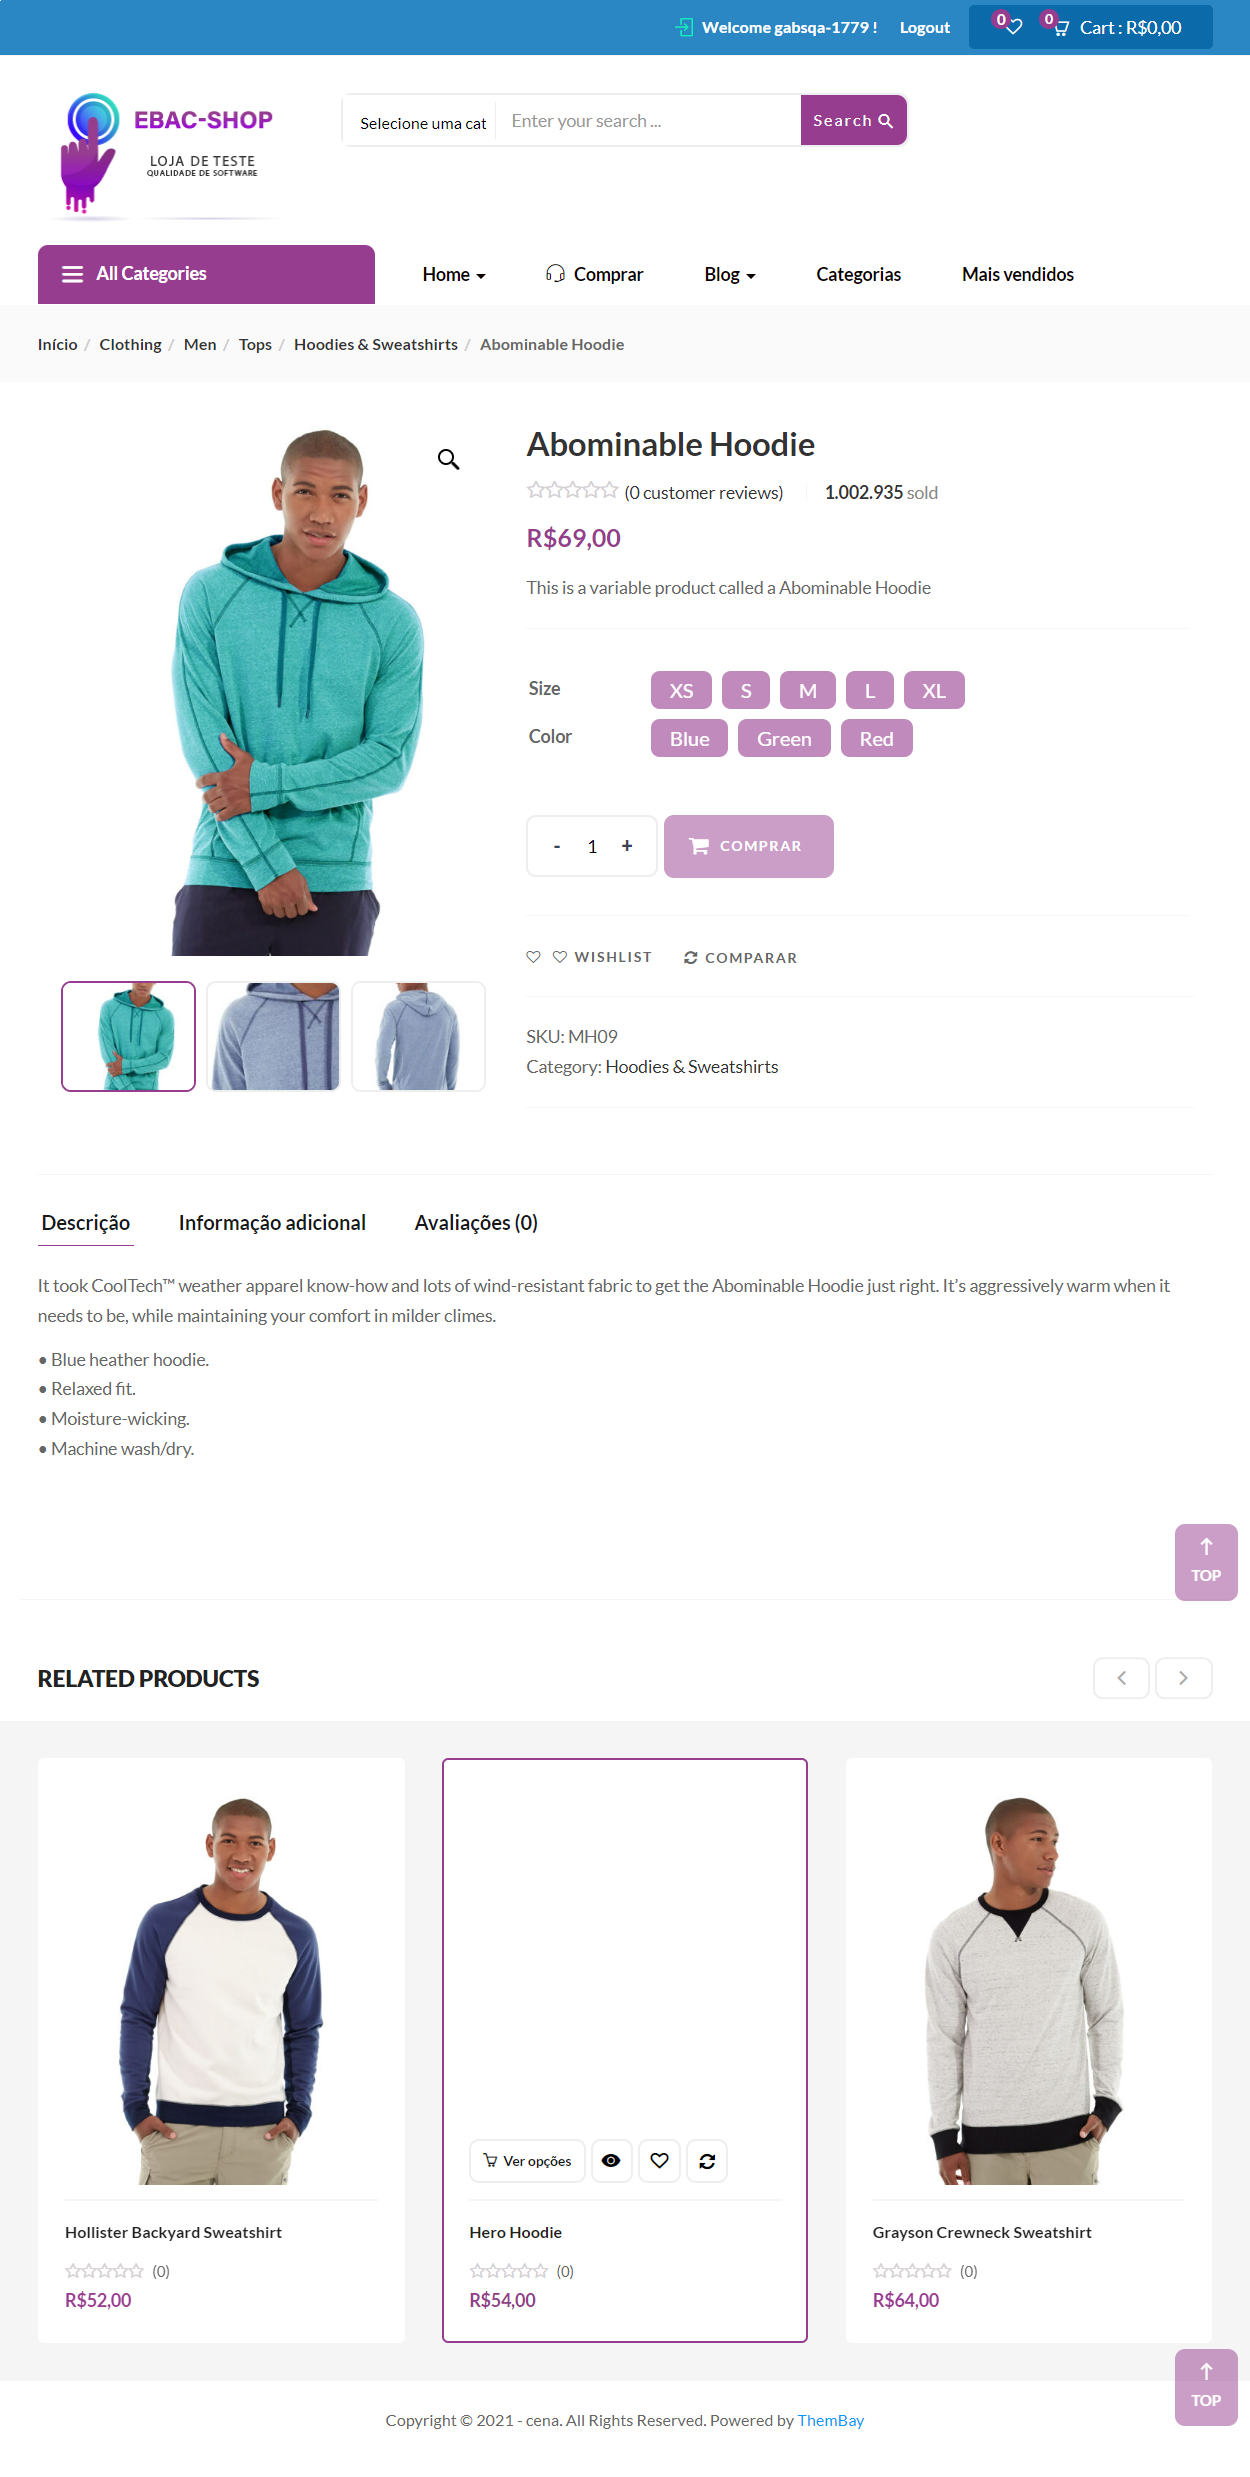 Welcome gabsqa-1779 !
Logout
0
0
Cart : R$0,00
EBAC-SHOP
LOJA DE TESTE
QUALIDADE DE SOFTWARE
Selecione uma cat
Enter your search ...
Search
All Categories
Home
Comprar
Blog
Categorias
Mais vendidos
Início / Clothing / Men / Tops / Hoodies & Sweatshirts / Abominable Hoodie
Abominable Hoodie
(0 customer reviews)
1.002.935 sold
R$69,00
This is a variable product called a Abominable Hoodie
Size
XS
S
M
L
XL
Color
Blue
Green
Red
- 1 +
COMPRAR
WISHLIST
COMPARAR
SKU: MH09
Category: Hoodies & Sweatshirts
Descrição
Informação adicional
Avaliações (0)
It took CoolTech™ weather apparel know-how and lots of wind-resistant fabric to get the Abominable Hoodie just right. It’s aggressively warm when it
needs to be, while maintaining your comfort in milder climes.
• Blue heather hoodie.
• Relaxed fit.
• Moisture-wicking.
• Machine wash/dry.
TOP
RELATED PRODUCTS
Ver opções
Hollister Backyard Sweatshirt
(0)
R$52,00
Hero Hoodie
(0)
R$54,00
Grayson Crewneck Sweatshirt
(0)
R$64,00
TOP
Copyright © 2021 - cena. All Rights Reserved. Powered by ThemBay